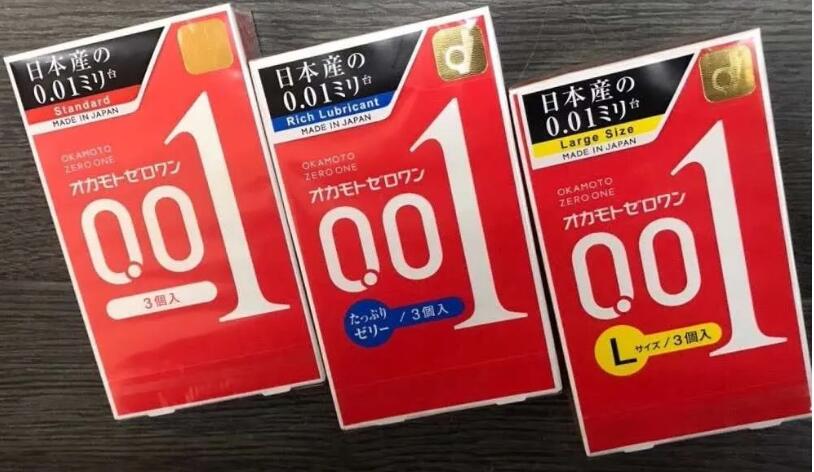 日本産の
0.01ミリ台
Standard
MADE IN JAPAN
OKAMOTO
ZERO ONE
オカモトゼロワン
0.01
3個入
日本産の
0.01ミリ台
Rich Lubricant
MADE IN JAPAN
OKAMOTO
ZERO ONE
オカモトゼロワン
0.01
たっぷり
ゼリー / 3個入
日本産の
0.01ミリ台
Large Size
MADE IN JAPAN
OKAMOTO
ZERO ONE
オカモトゼロワン
0.01
Lサイズ / 3個入